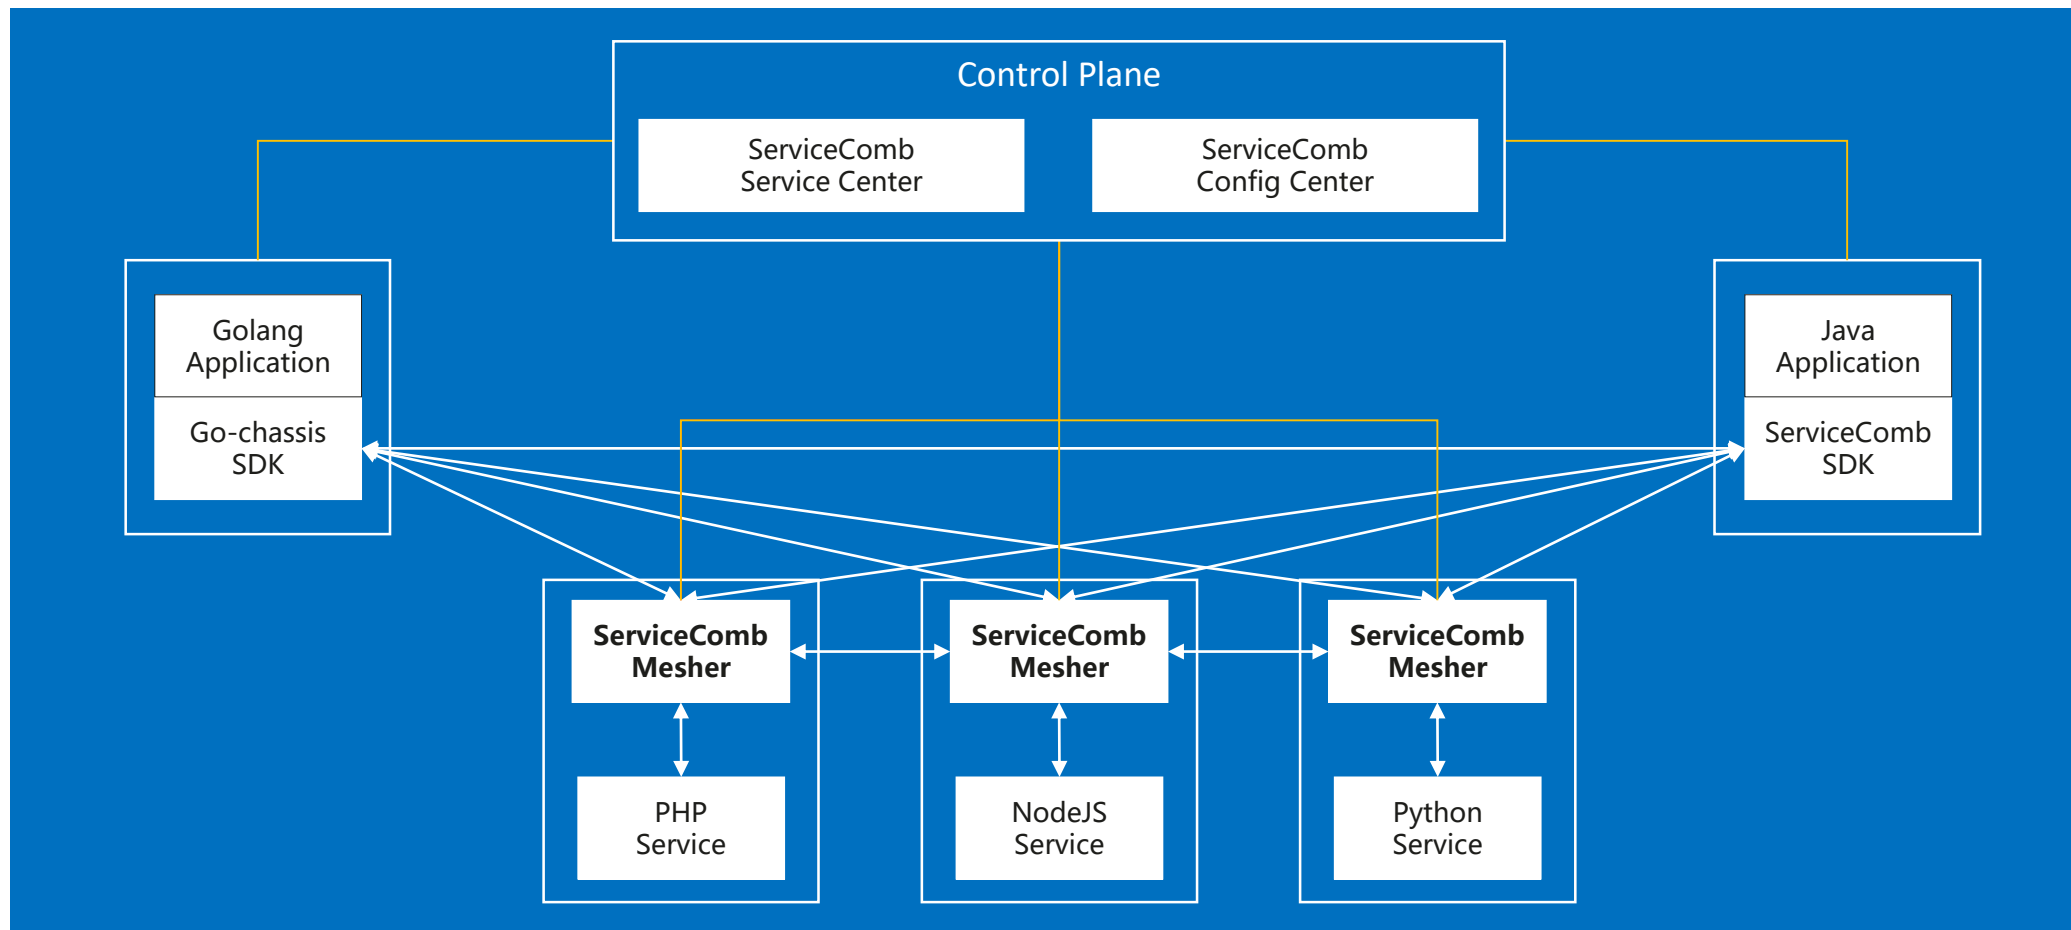 Control Plane
ServiceComb
Service Center
ServiceComb
Config Center
Golang
Application
Go-chassis
SDK
Java
Application
ServiceComb
SDK
ServiceComb
Mesher
ServiceComb
Mesher
ServiceComb
Mesher
PHP
Service
NodeJS
Service
Python
Service